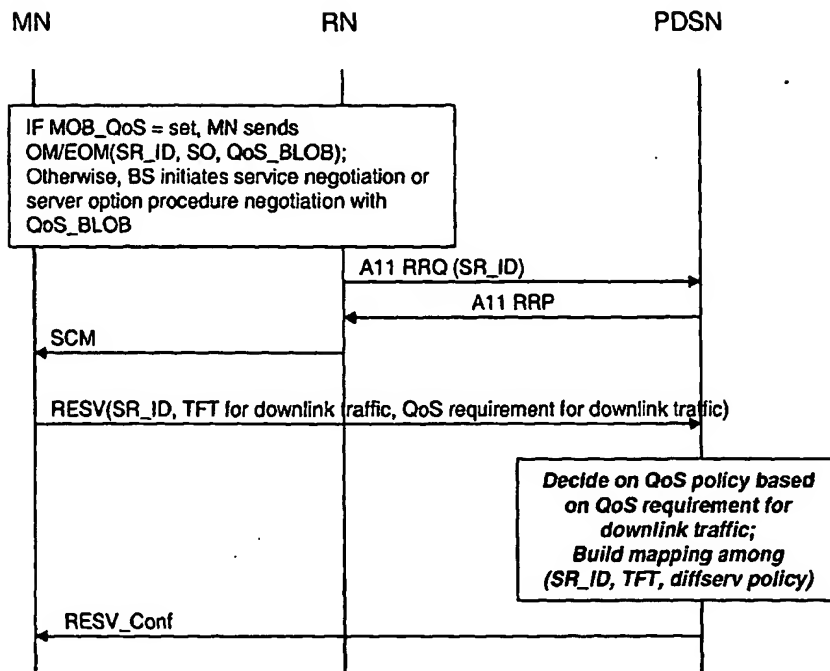 MN RN PDSN
IF MOB_QoS = set, MN sends
OM/EOM(SR_ID, SO, QoS_BLOB);
Otherwise, BS initiates service negotiation or
server option procedure negotiation with
QoS_BLOB
A11 RRQ (SR_ID)
A11 RRP
SCM
RESV(SR_ID, TFT for downlink traffic, QoS requirement for downlink traffic)
Decide on QoS policy based
on QoS requirement for
downlink traffic;
Build mapping among
(SR_ID, TFT, diffserv policy)
RESV_Conf